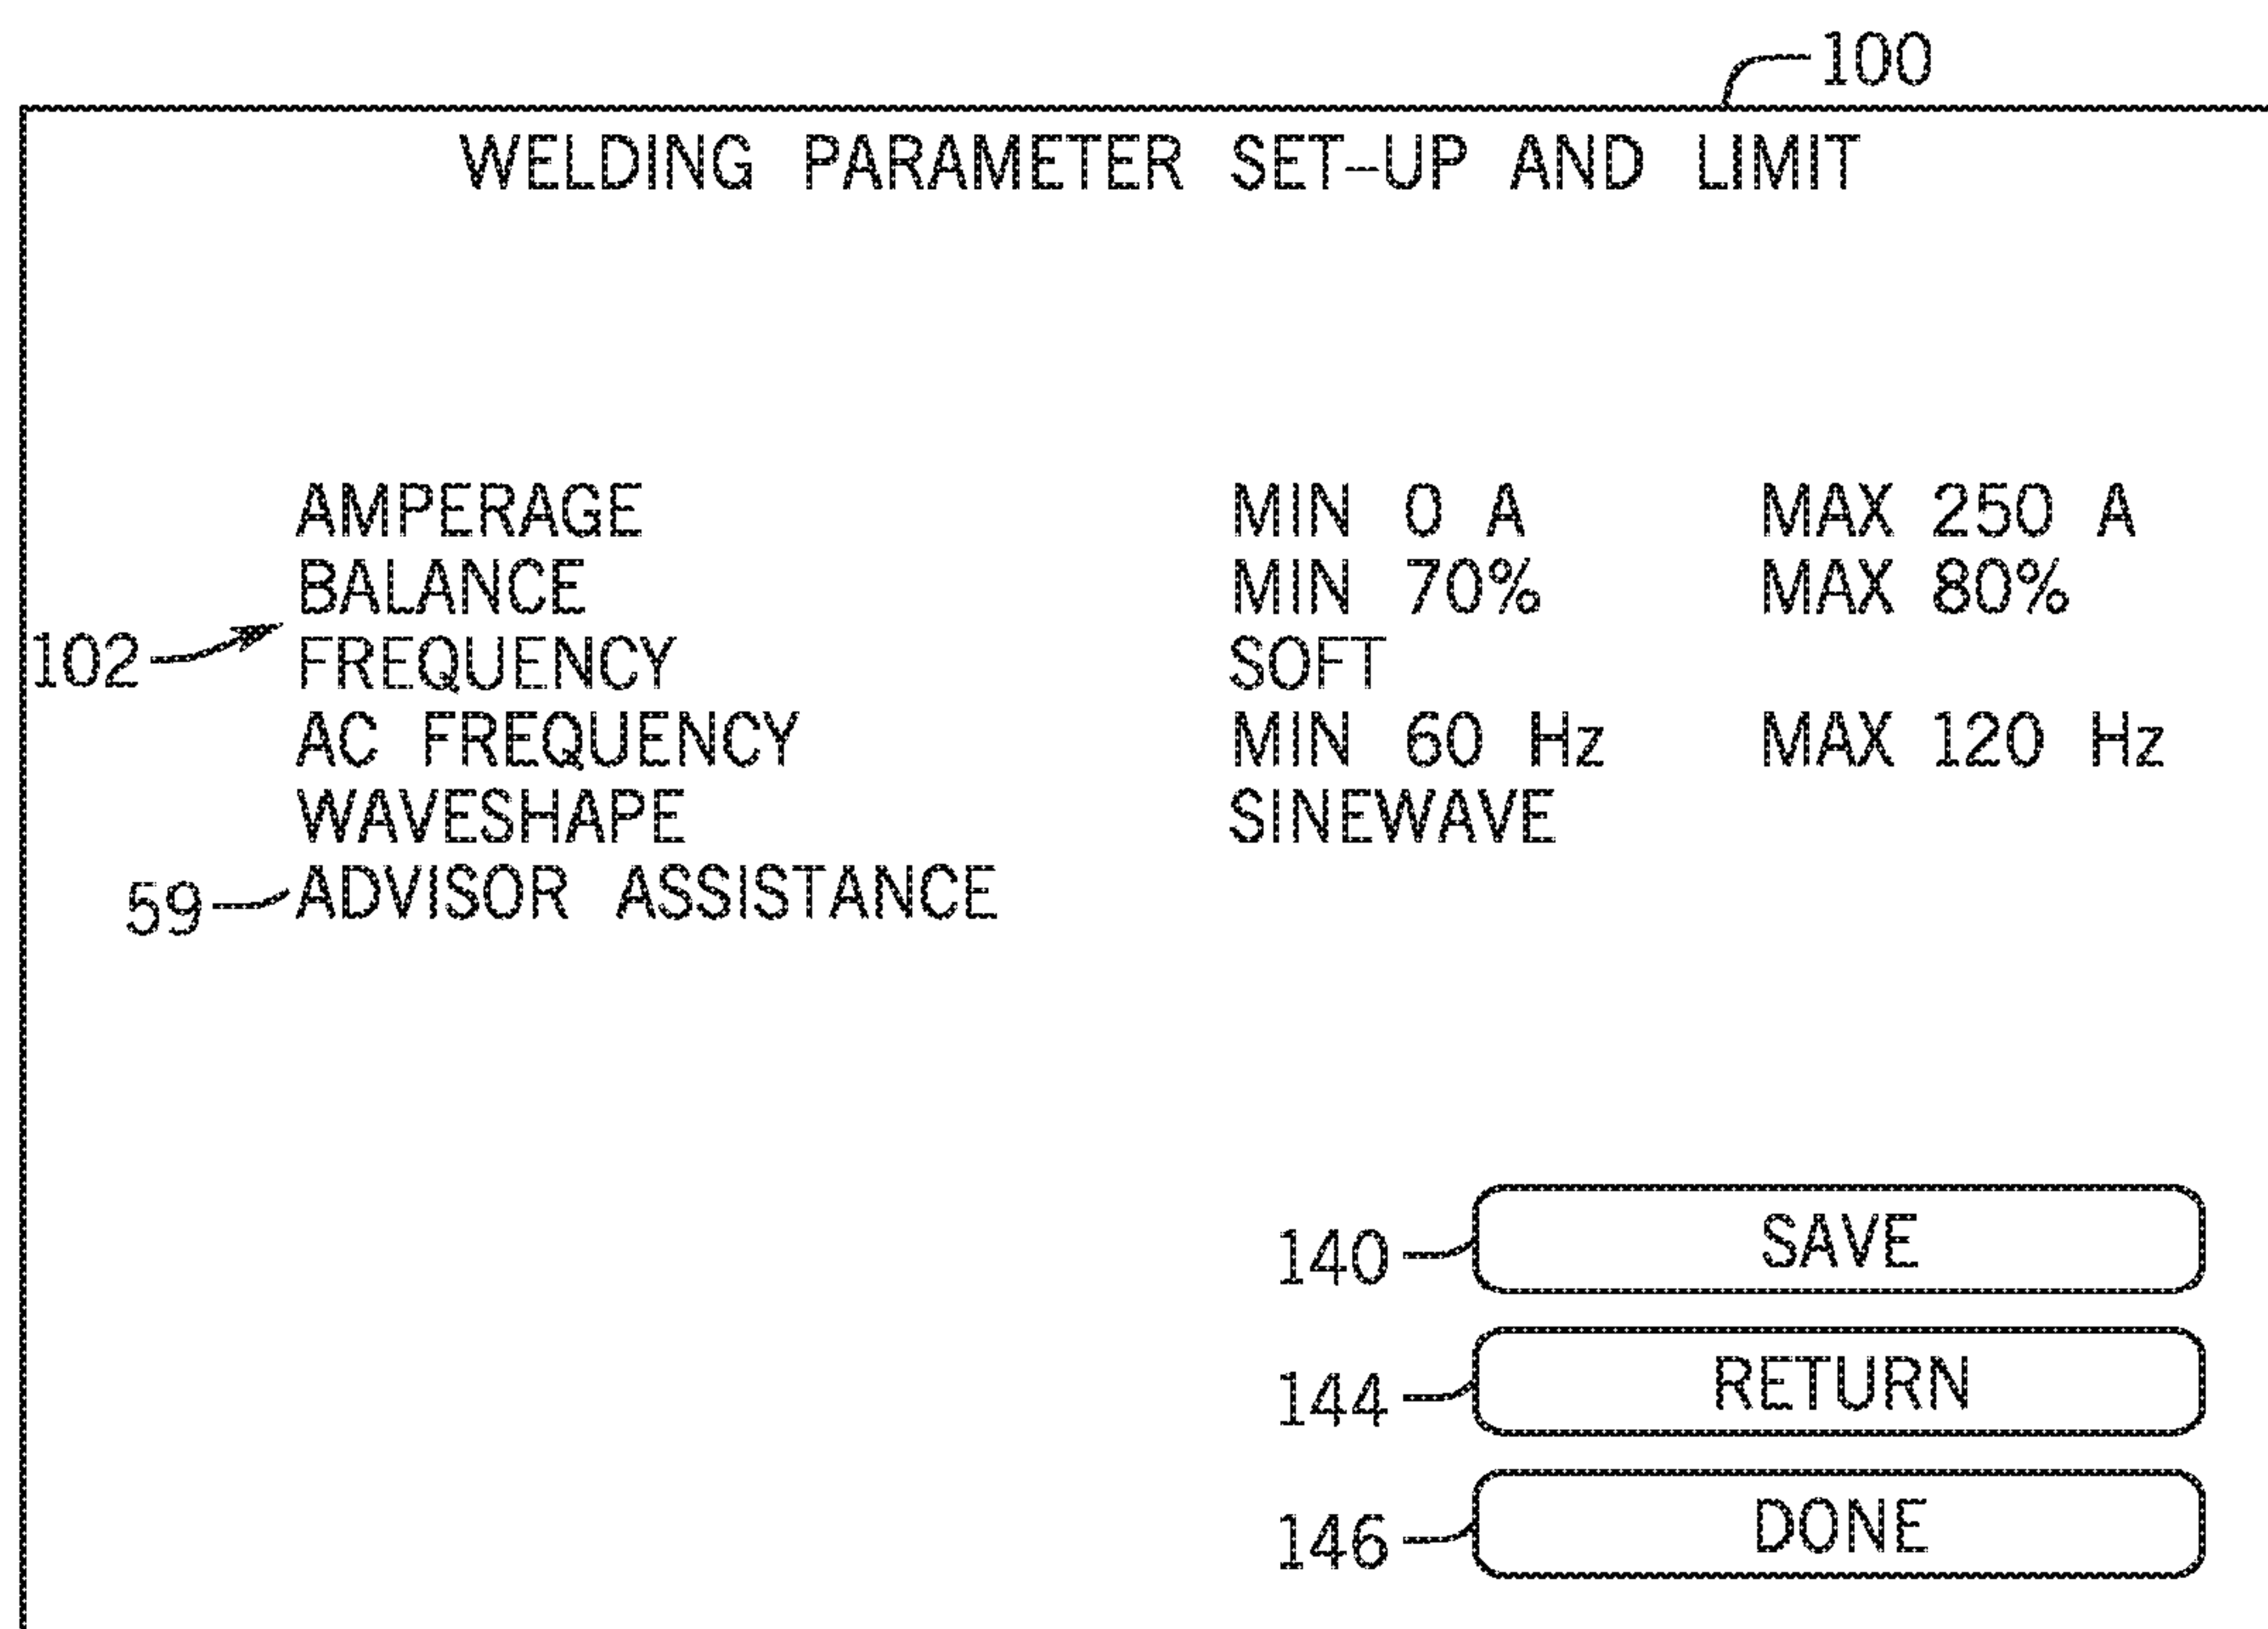 100
WELDING PARAMETER SET-UP AND LIMIT
AMPERAGE MIN 0 A MAX 250 A
BALANCE MIN 70% MAX 80%
102 FREQUENCY SOFT
AC FREQUENCY MIN 60 Hz MAX 120 Hz
WAVESHAPE SINEWAVE
59 ADVISOR ASSISTANCE
140 SAVE
144 RETURN
146 DONE